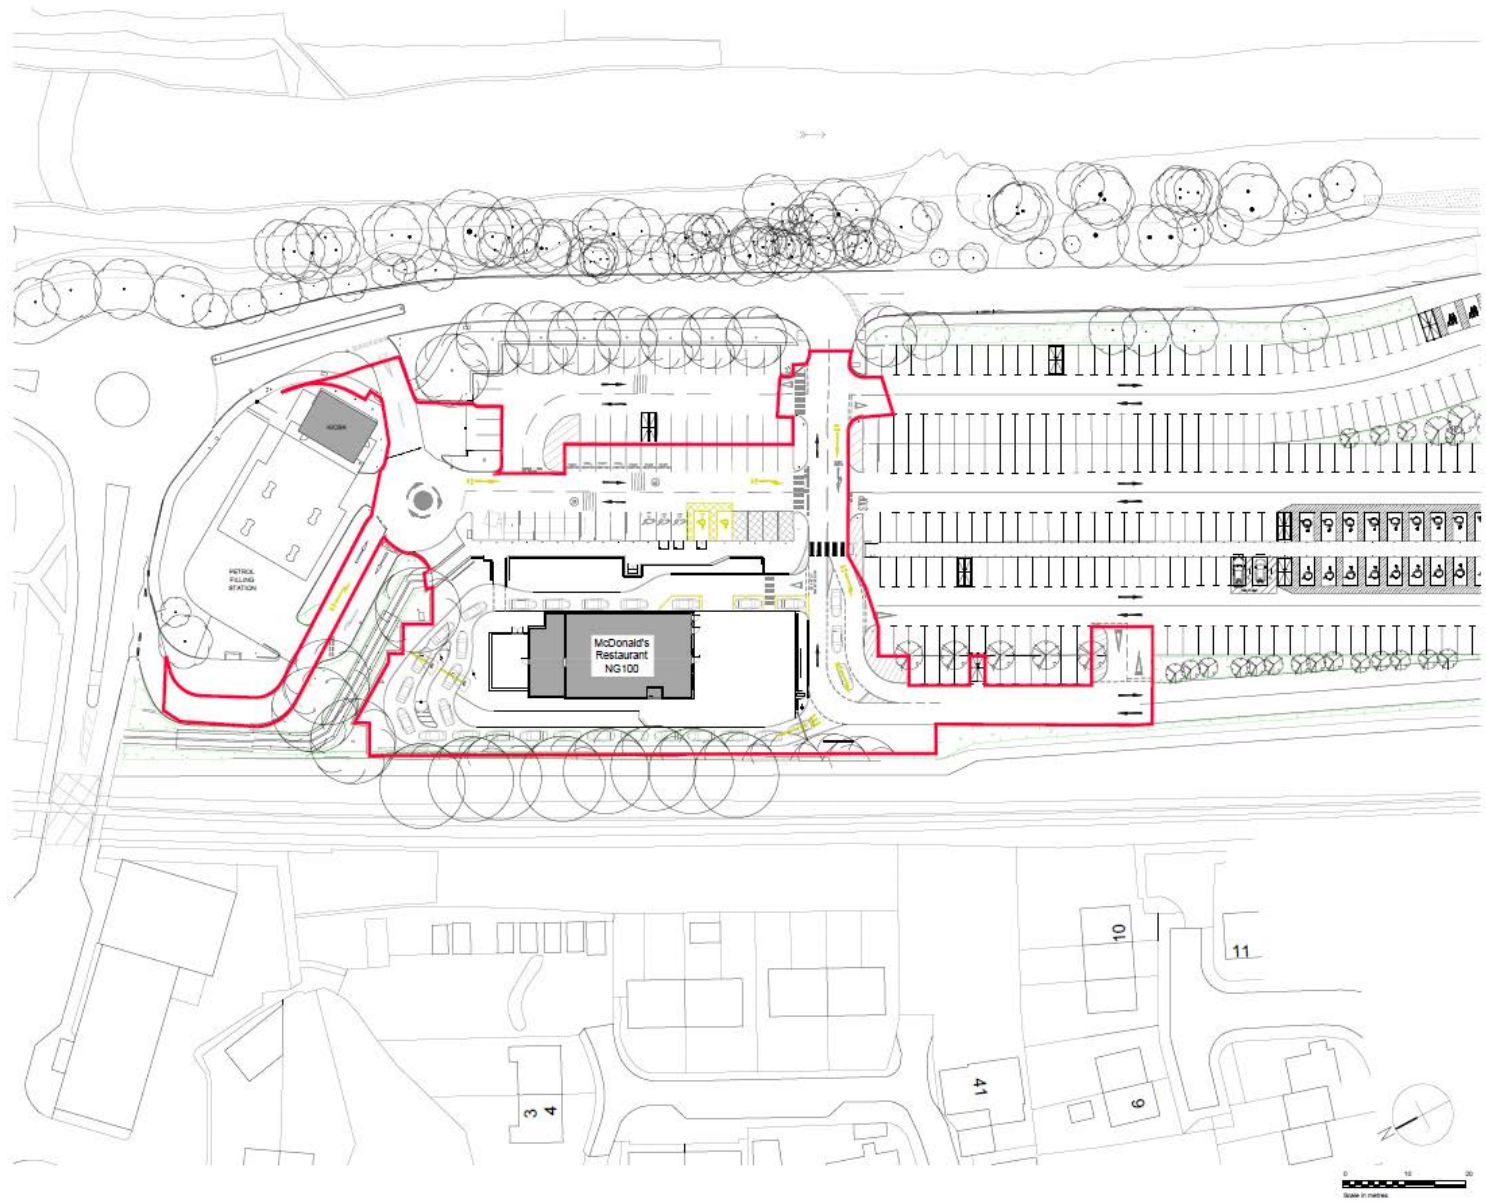 KIOSK
PETROL
FILLING
STATION
McDonald's
Restaurant
NG100
10
11
3
4
41
9
N
0
10
20
Scale in metres